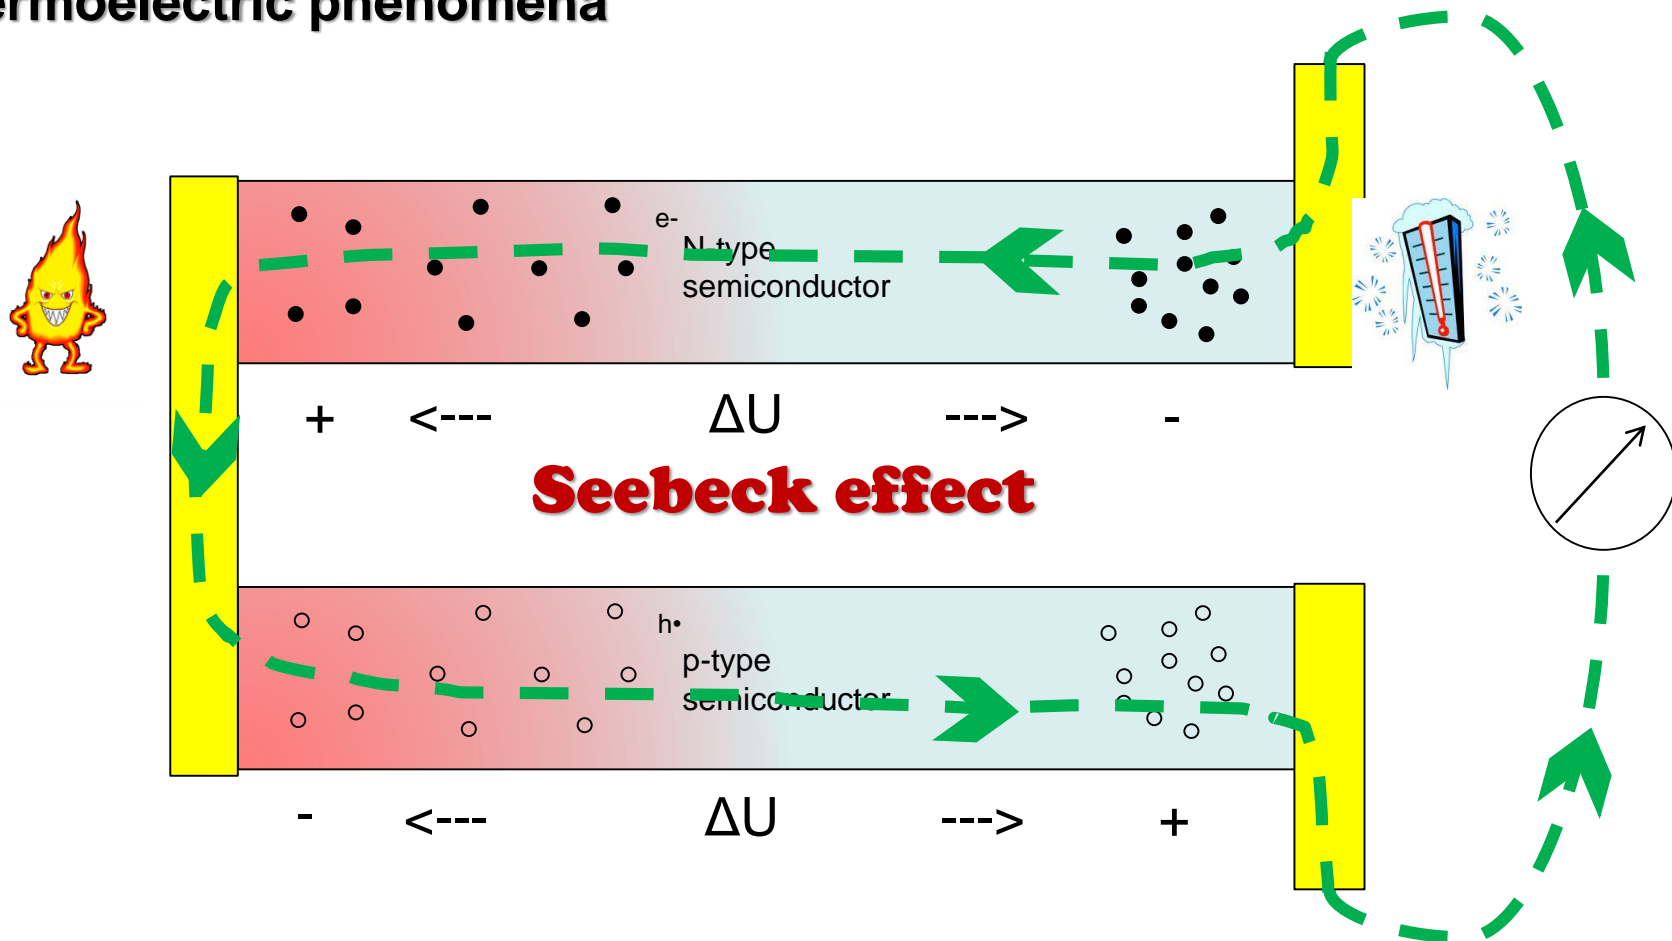 ermoelectric phenomena
e-
N-type
semiconductor
+ <--- ΔU ---> -
Seebeck effect
h•
p-type
semiconductor
- <--- ΔU ---> +